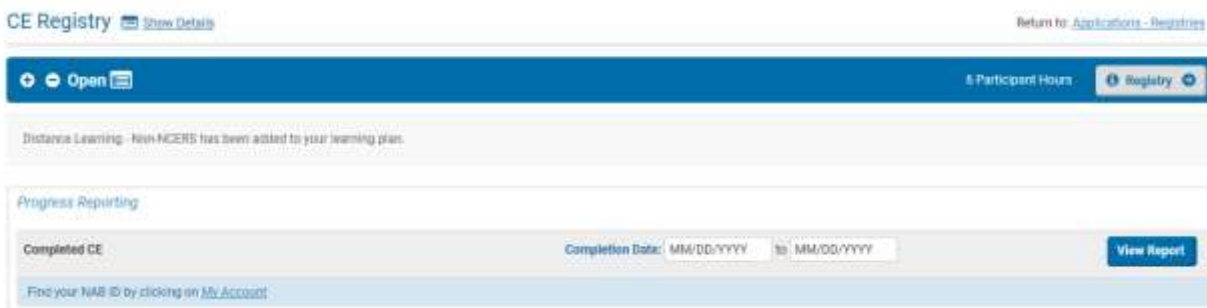 CE Registry Show Details
Return to: Applications - Registries
Open
6 Participant Hours
Registry
Distance Learning - Non-NCERS has been added to your learning plan.
Progress Reporting
Completed CE
Completion Date: MM/DD/YYYY to MM/DD/YYYY
View Report
Find your NAB ID by clicking on My Account